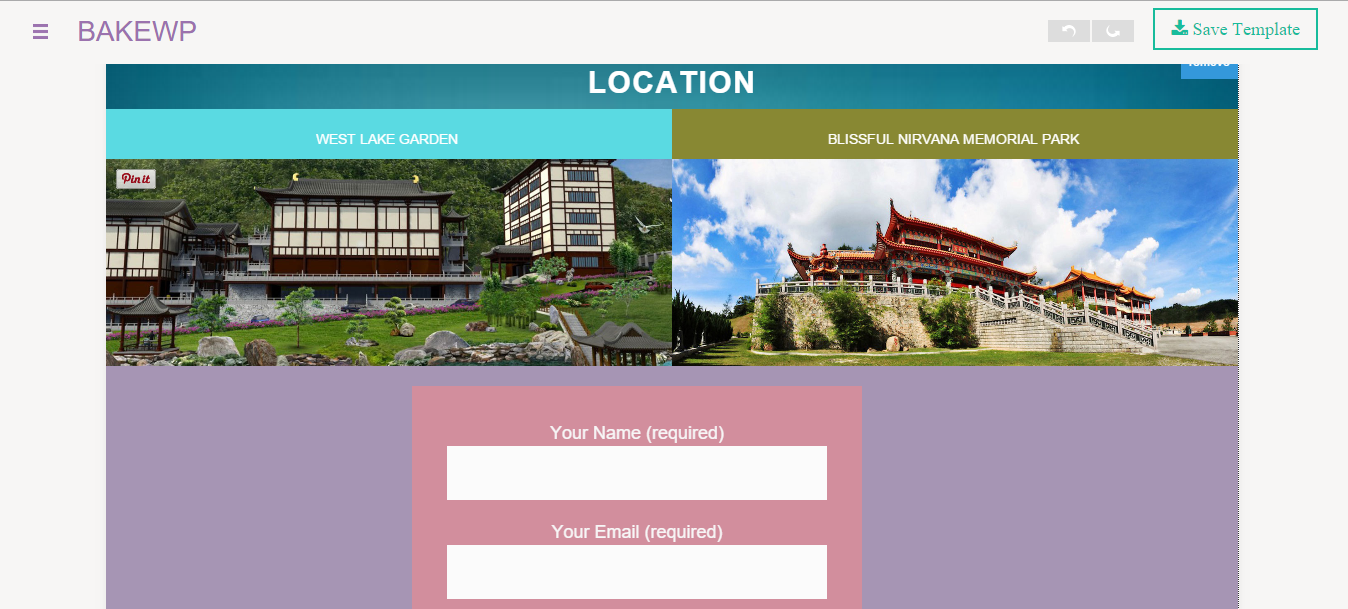 BAKEWP
Save Template
remove
LOCATION
WEST LAKE GARDEN
BLISSFUL NIRVANA MEMORIAL PARK
Pin it
Your Name (required)
Your Email (required)